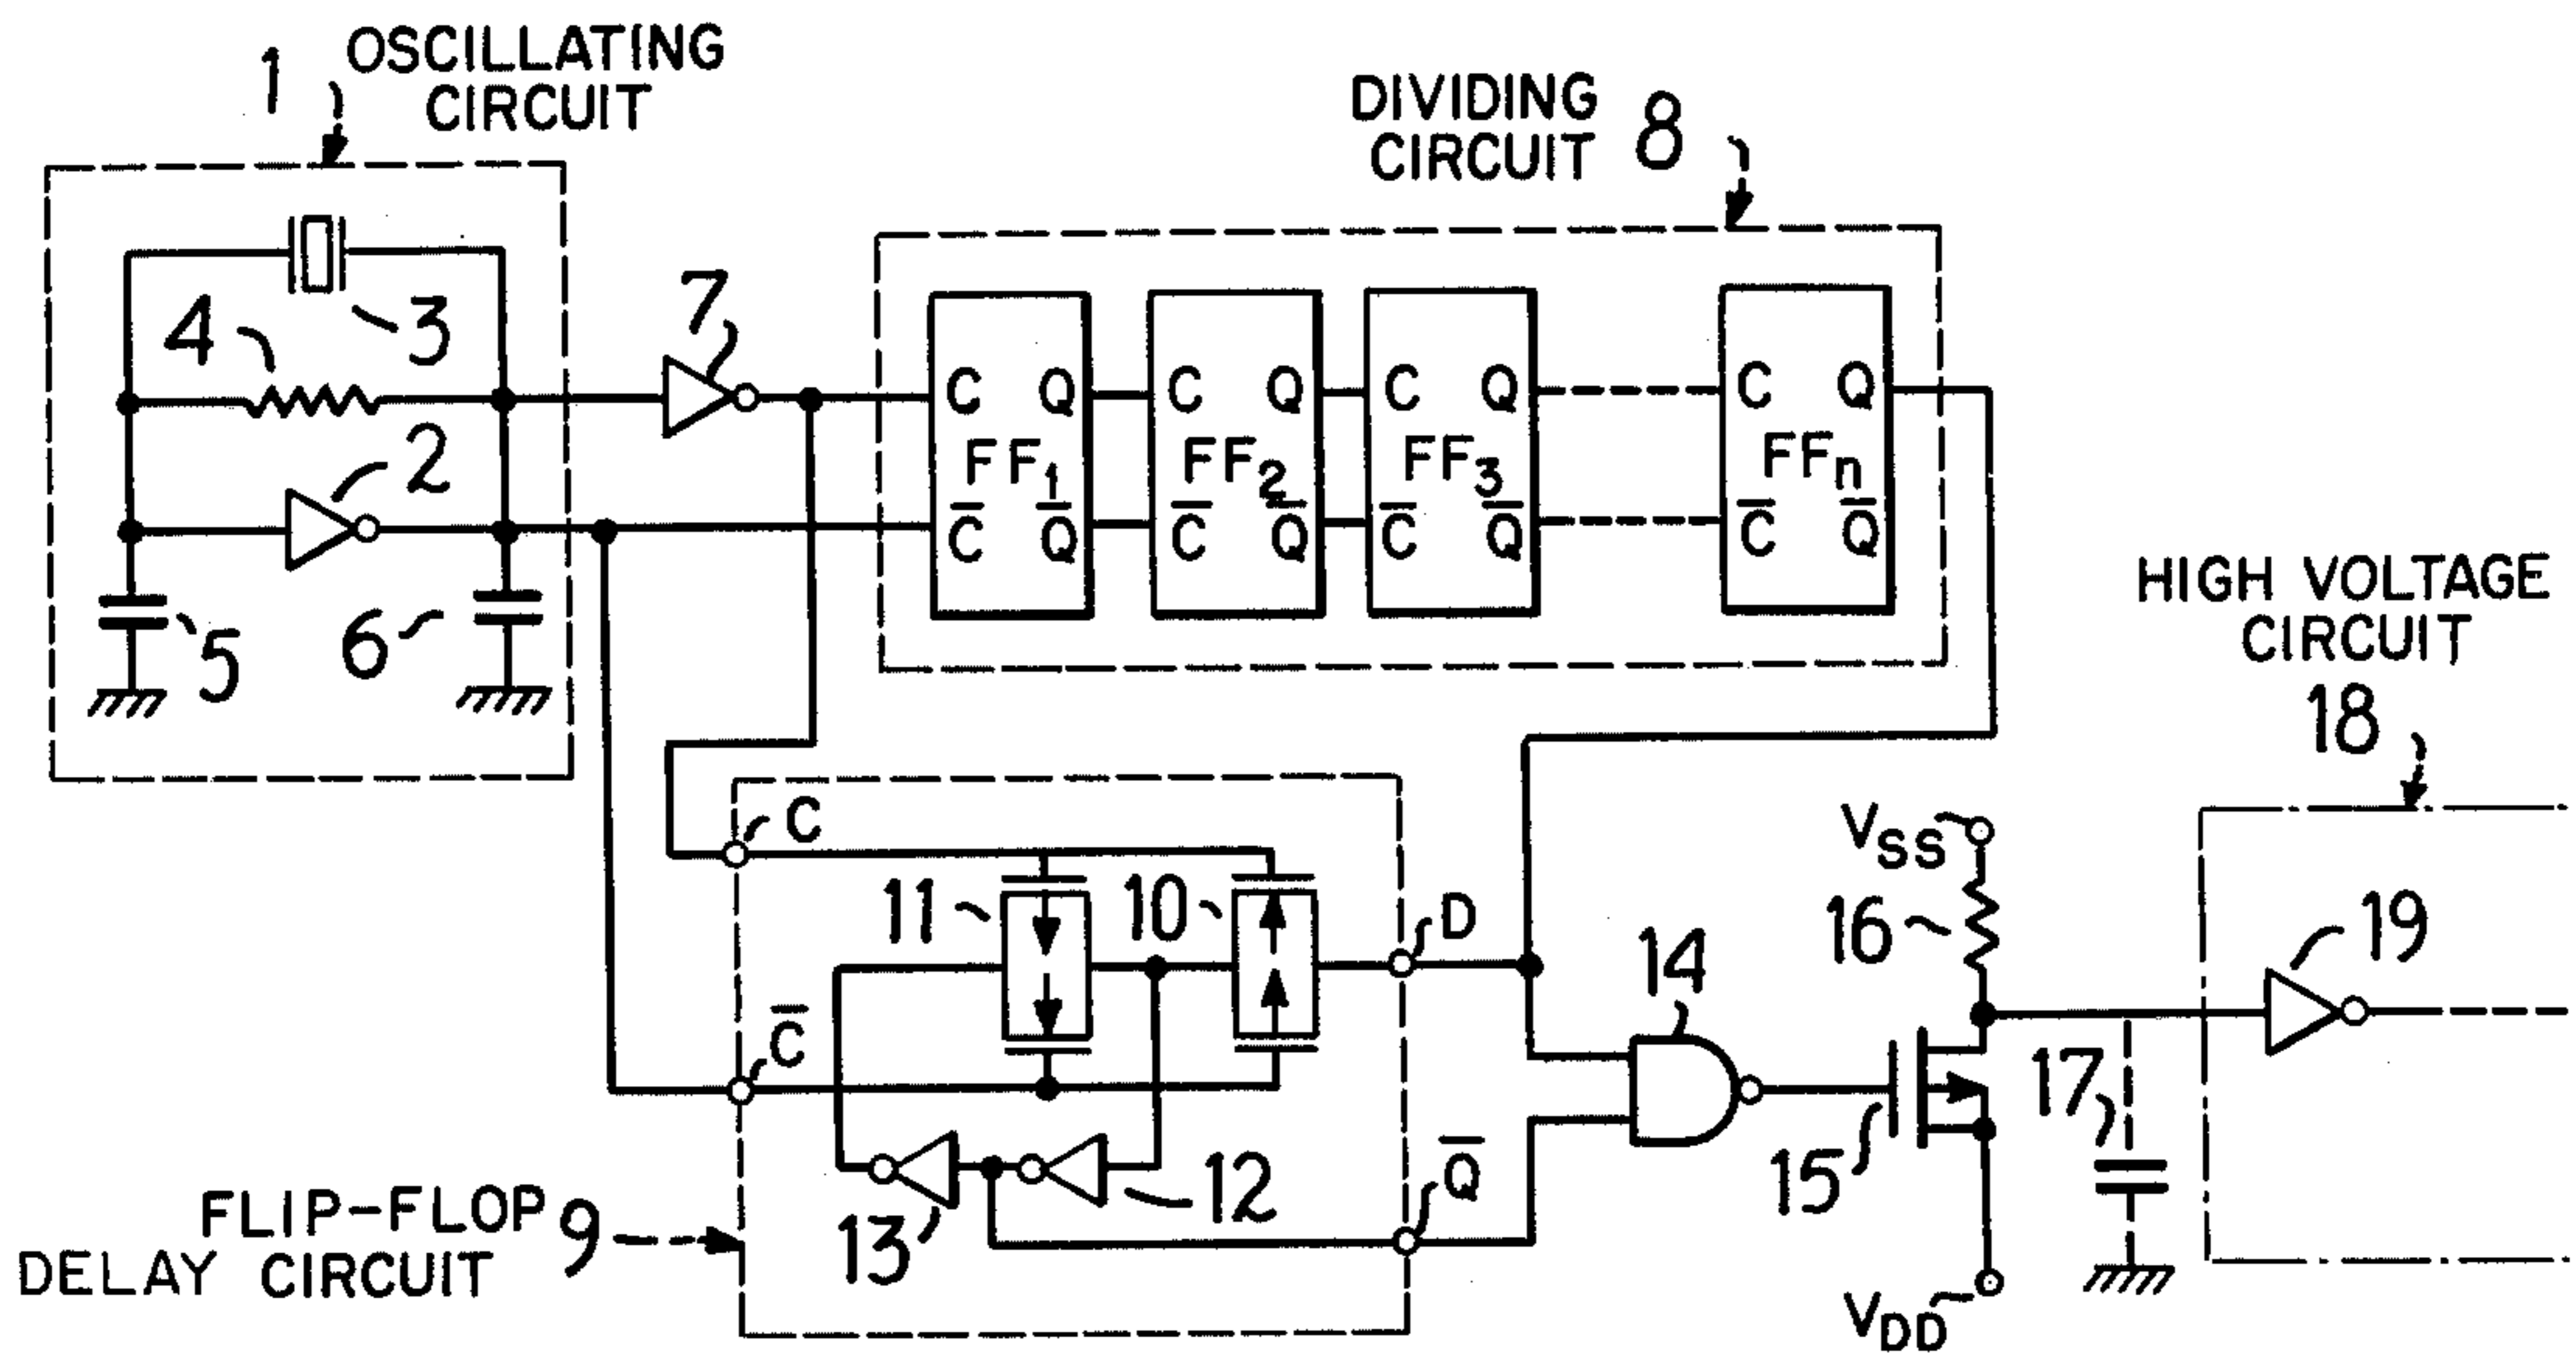 1 OSCILLATING
CIRCUIT
DIVIDING
CIRCUIT 8
3
4
7
2
5
6
C Q
FF1
C̅ Q̅
C Q
FF2
C̅ Q̅
C Q
FF3
C̅ Q̅
C Q
FFn
C̅ Q̅
HIGH VOLTAGE
CIRCUIT
18
C
11
10
D
C̅
14
VSS
16
19
17
15
12
13
Q̅
FLIP-FLOP 9
DELAY CIRCUIT
VDD